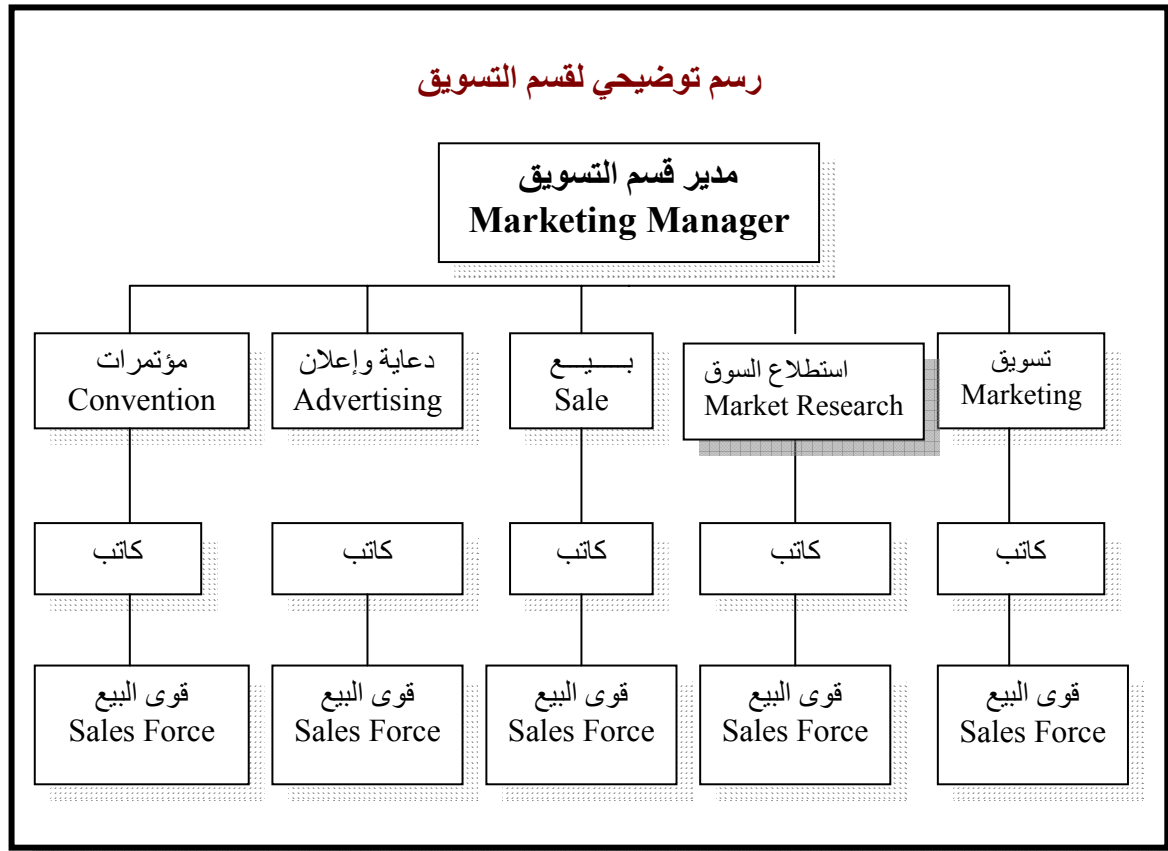 رسم توضيحي لقسم التسويق
مدير قسم التسويق
Marketing Manager
تسويق
Marketing
استطلاع السوق
Market Research
بـــــيـــع
Sale
دعاية وإعلان
Advertising
مؤتمرات
Convention
كاتب
كاتب
كاتب
كاتب
كاتب
قوى البيع
Sales Force
قوى البيع
Sales Force
قوى البيع
Sales Force
قوى البيع
Sales Force
قوى البيع
Sales Force